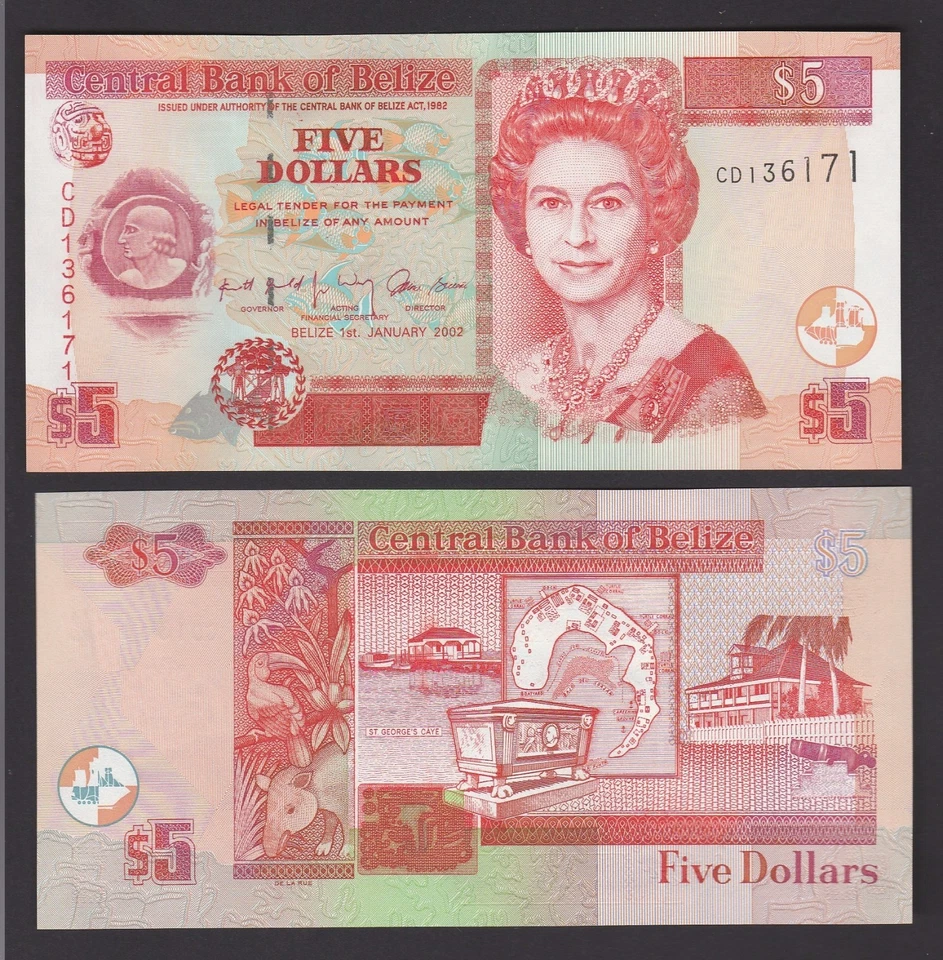 Central Bank of Belize
$5
ISSUED UNDER AUTHORITY OF THE CENTRAL BANK OF BELIZE ACT, 1982
FIVE
DOLLARS
CD136171
LEGAL TENDER FOR THE PAYMENT
IN BELIZE OF ANY AMOUNT
CD136171
GOVERNOR ACTING DIRECTOR
FINANCIAL SECRETARY
BELIZE 1st. JANUARY 2002
$5
$5
Central Bank of Belize
$5
$5
ST GEORGE'S CAYE
$5
Five Dollars
DE LA RUE